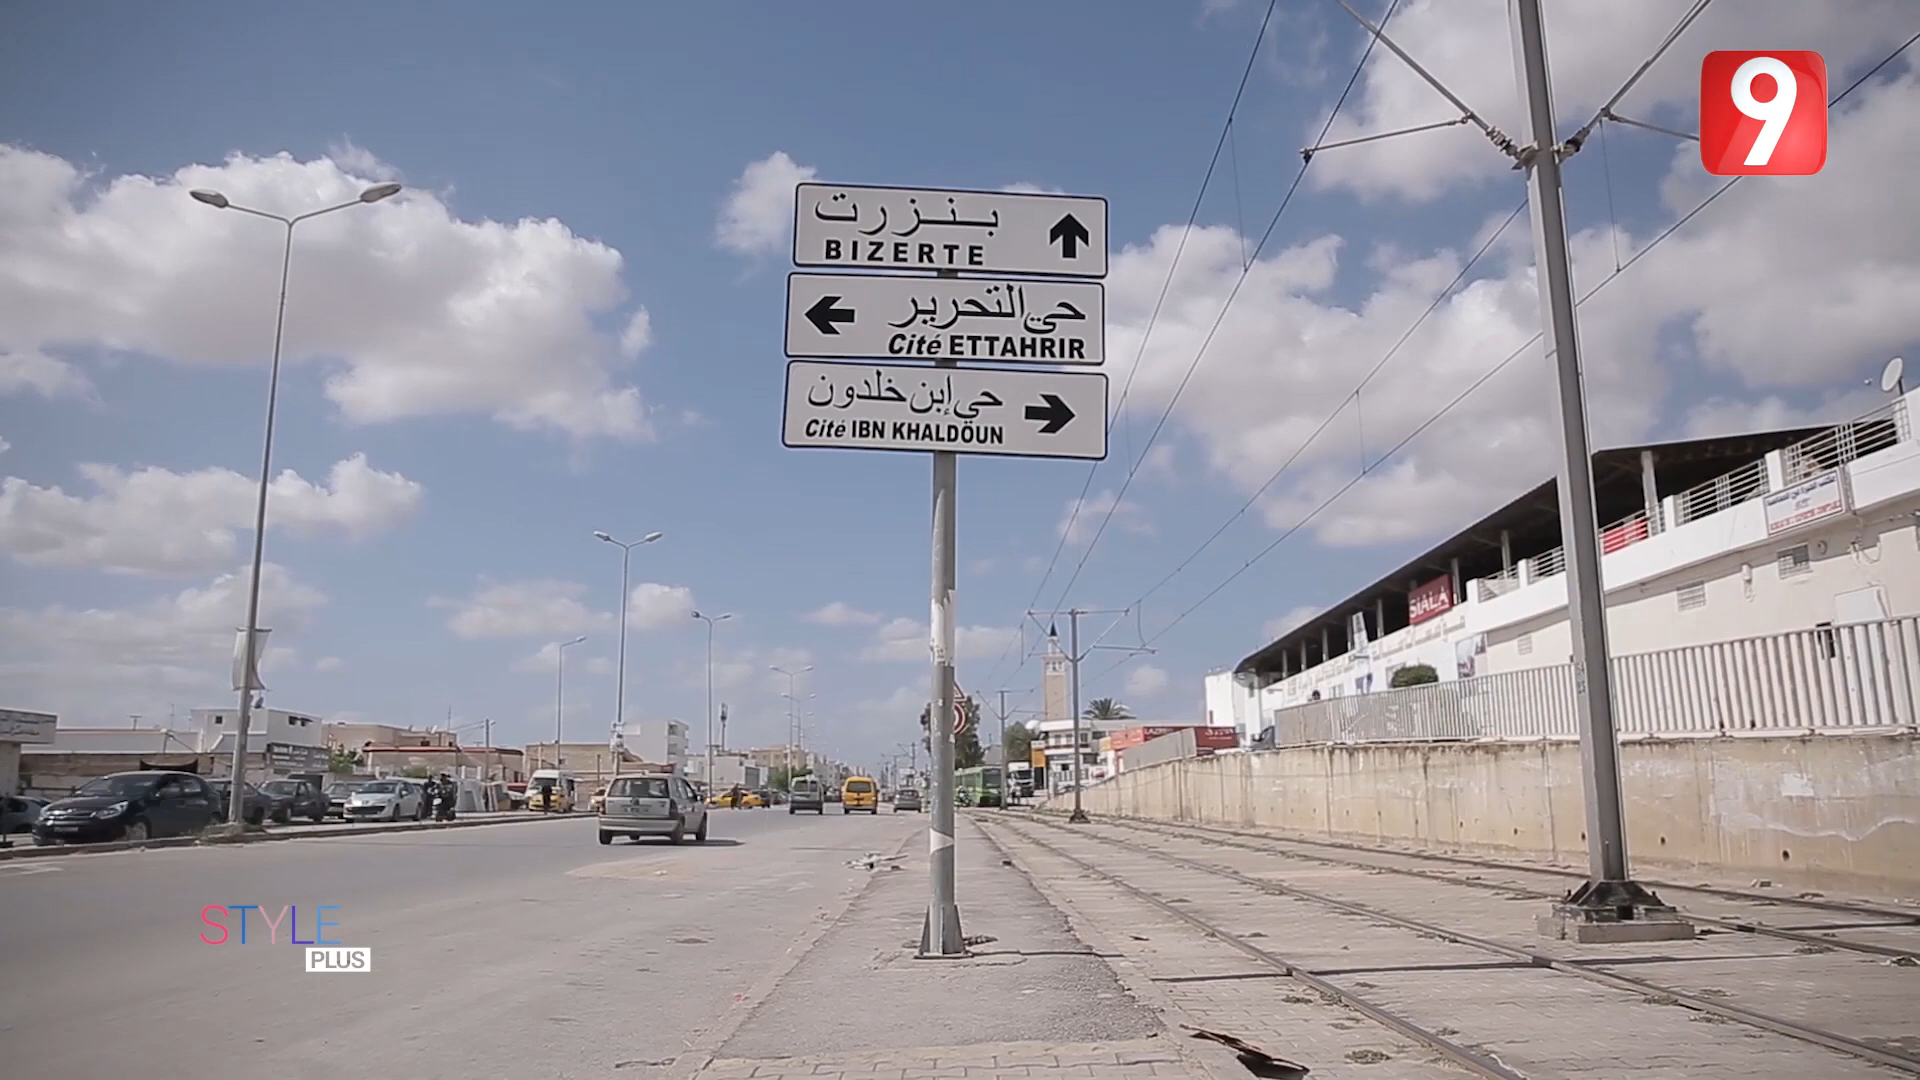 9
بنزرت
BIZERTE
حي التحرير
Cité ETTAHRIR
حي إبن خلدون
Cité IBN KHALDOUN
SIALA
STYLE
PLUS